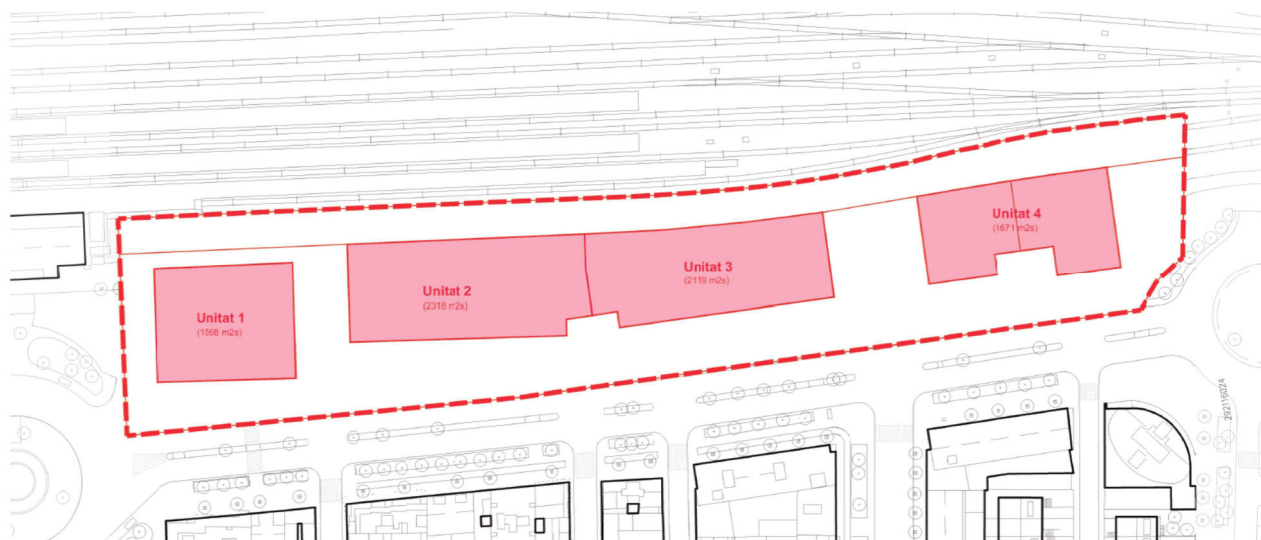 Unitat 1
(1568 m2s)
Unitat 2
(2318 m2s)
Unitat 3
(2119 m2s)
Unitat 4
(1671 m2s)
292116024